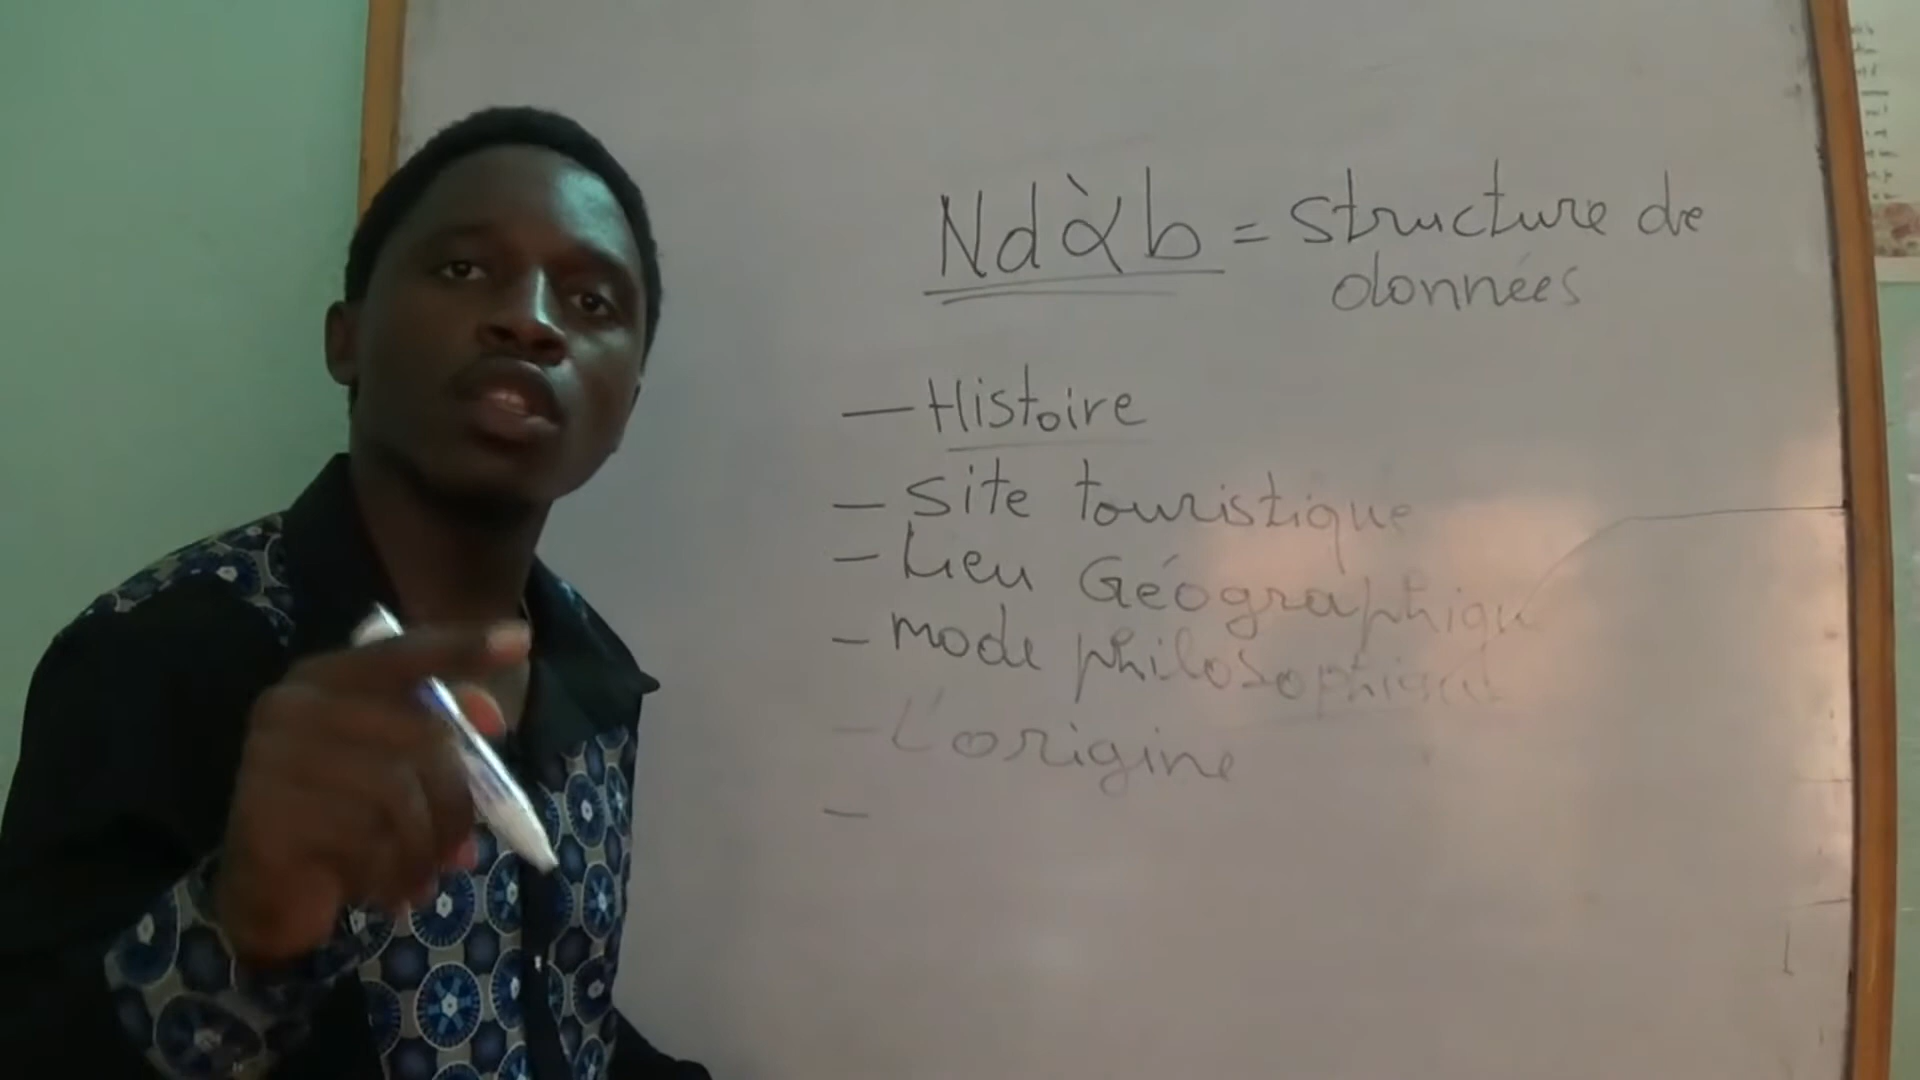 Ndàb = structure de
données
— Histoire
— site touristique
— Lieu Géographique
— mode philosophique
— L'origine
—